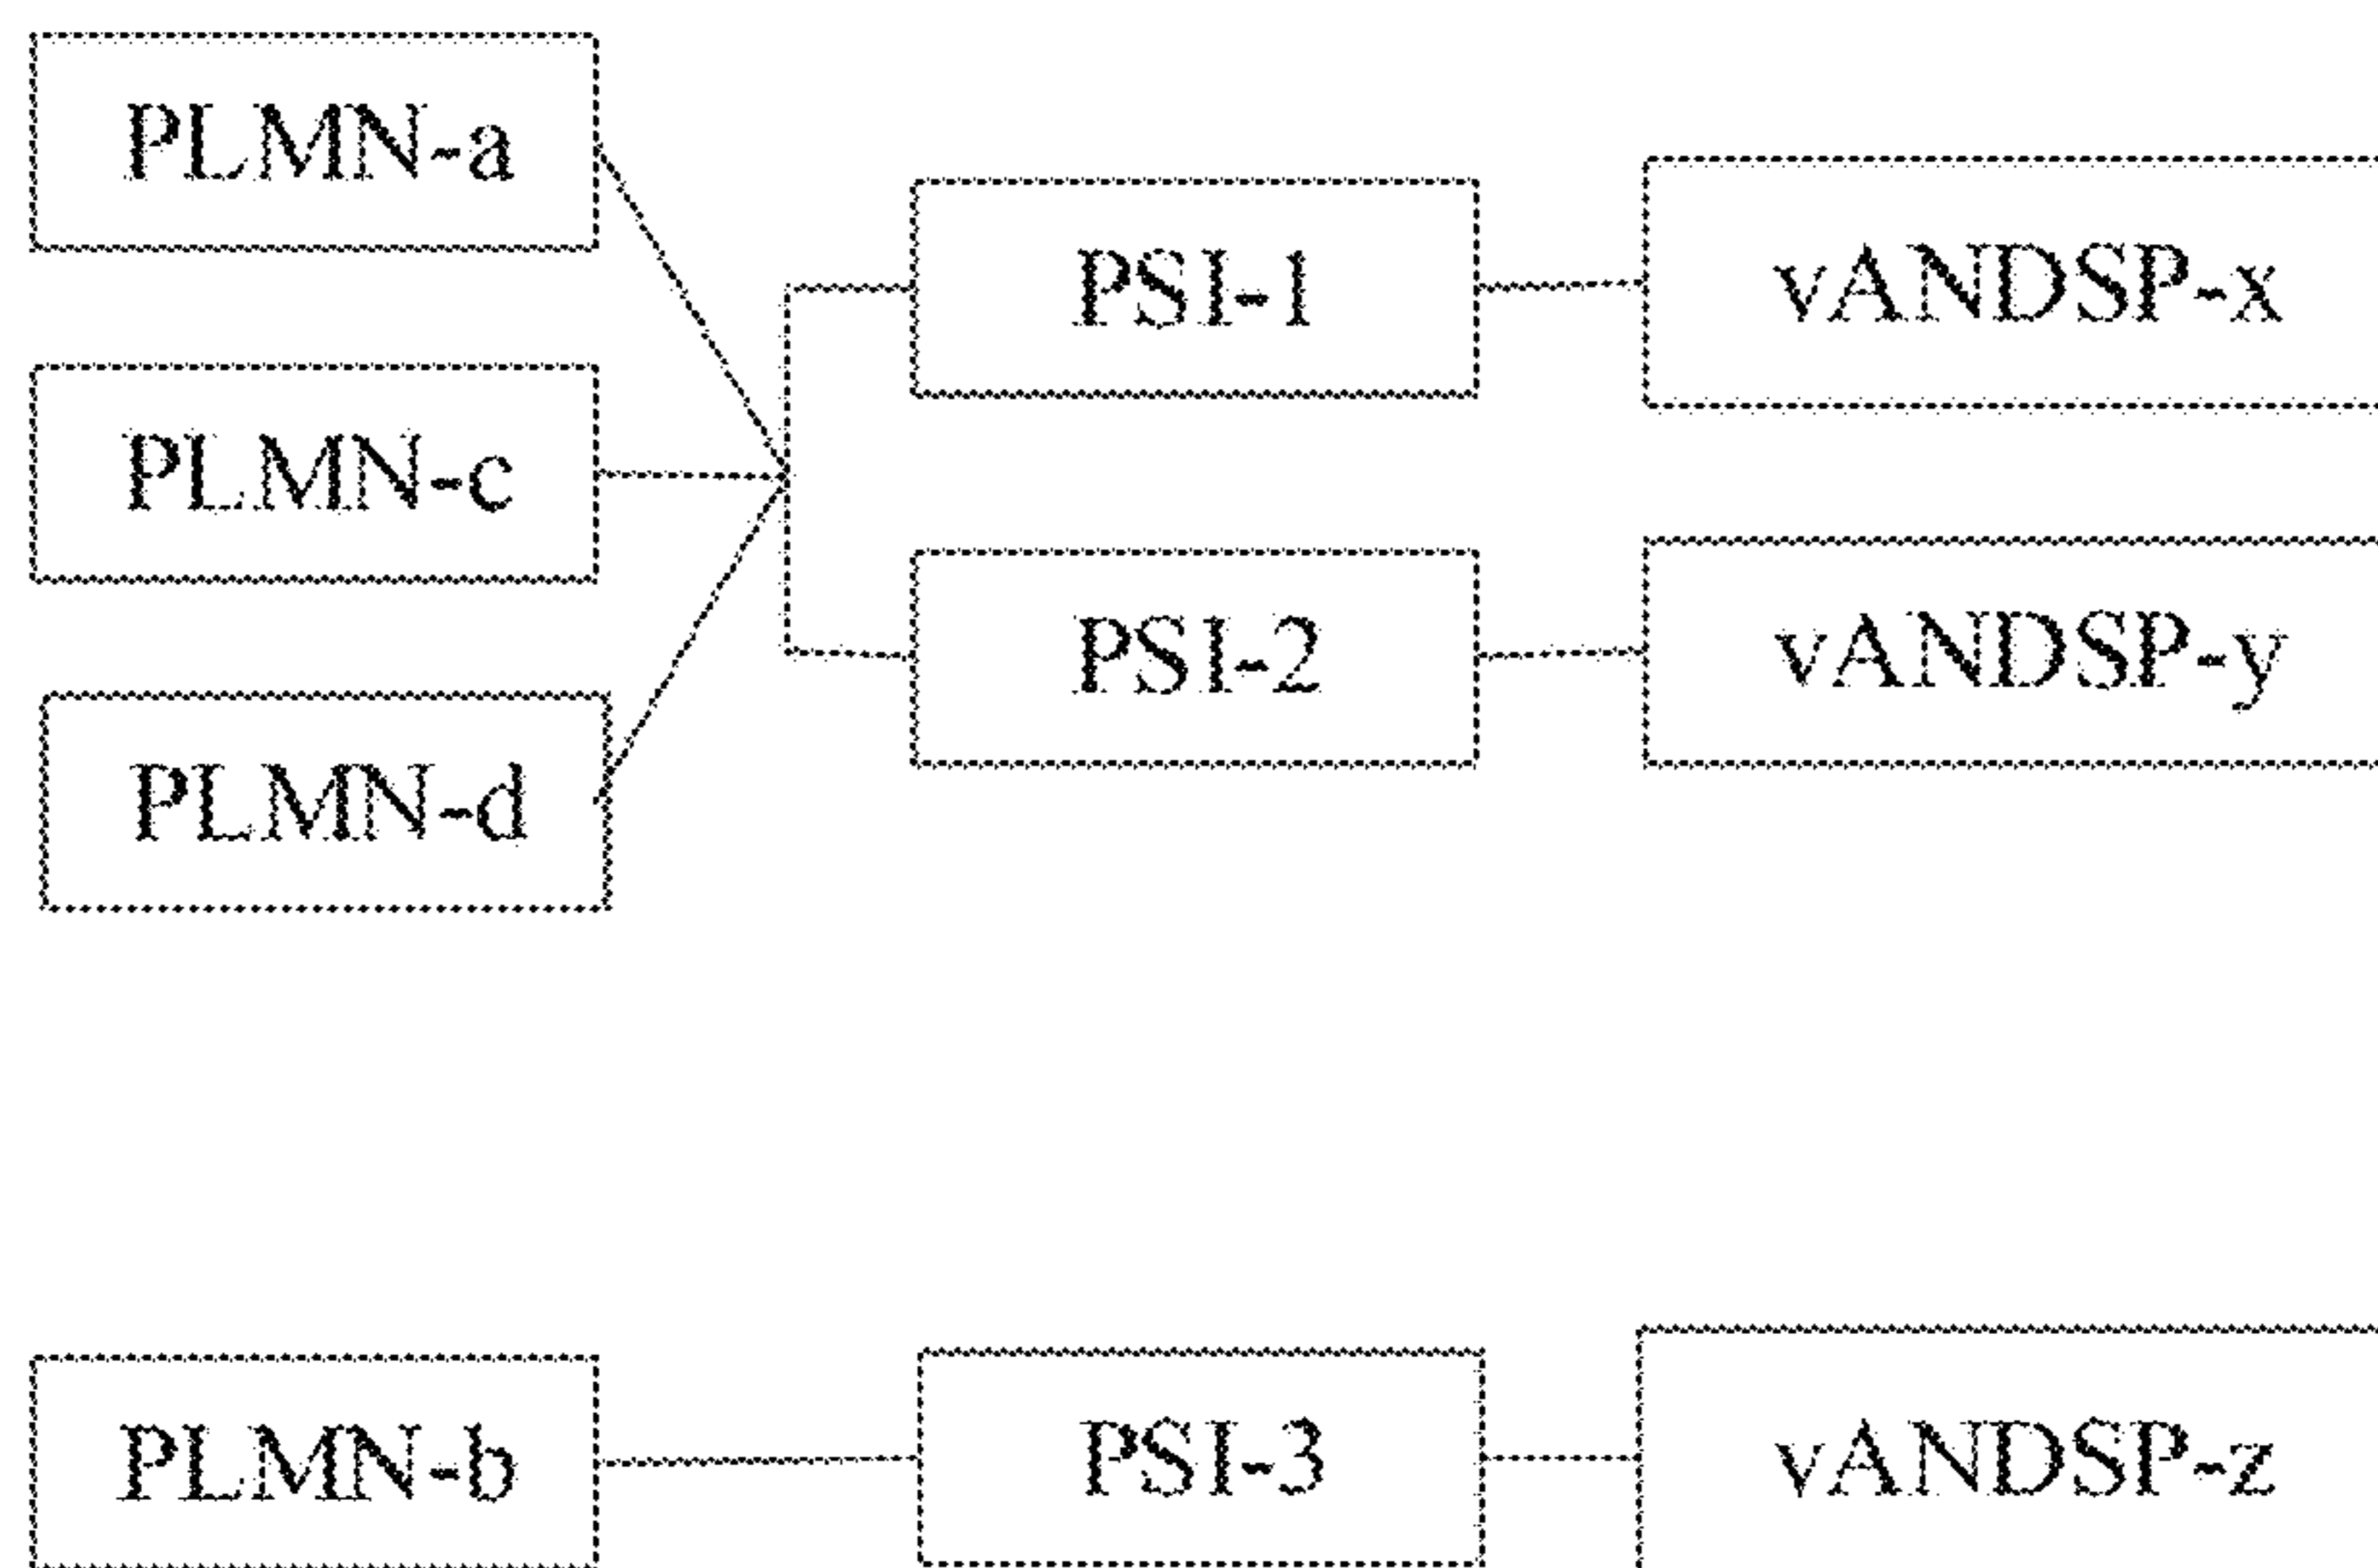 PLMN-a
PSI-1
vANDSP-x
PLMN-c
PSI-2
vANDSP-y
PLMN-d
PLMN-b
PSI-3
vANDSP-z